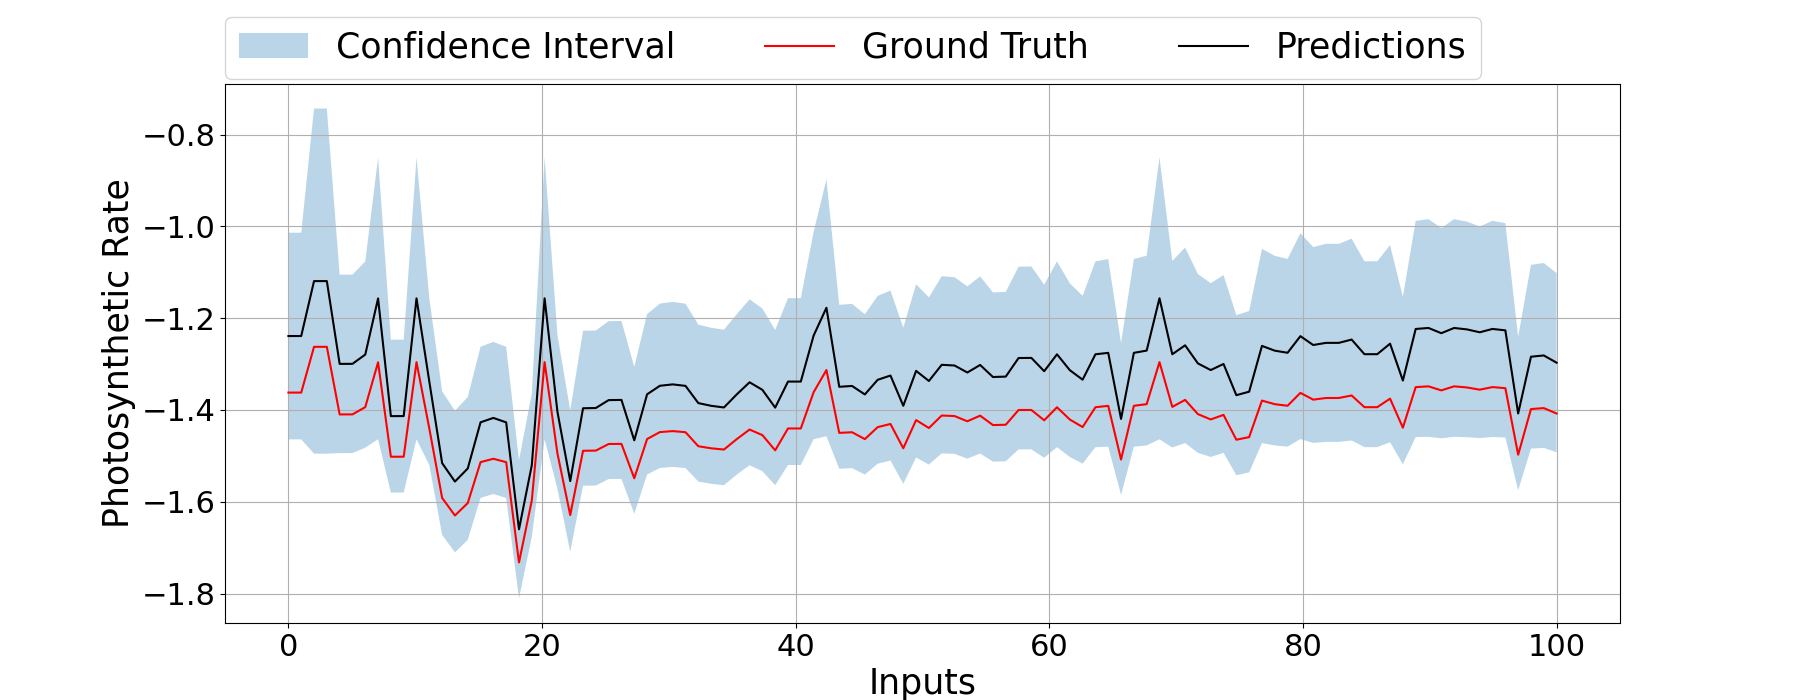 Confidence Interval Ground Truth Predictions
Photosynthetic Rate
−0.8
−1.0
−1.2
−1.4
−1.6
−1.8
0 20 40 60 80 100
Inputs